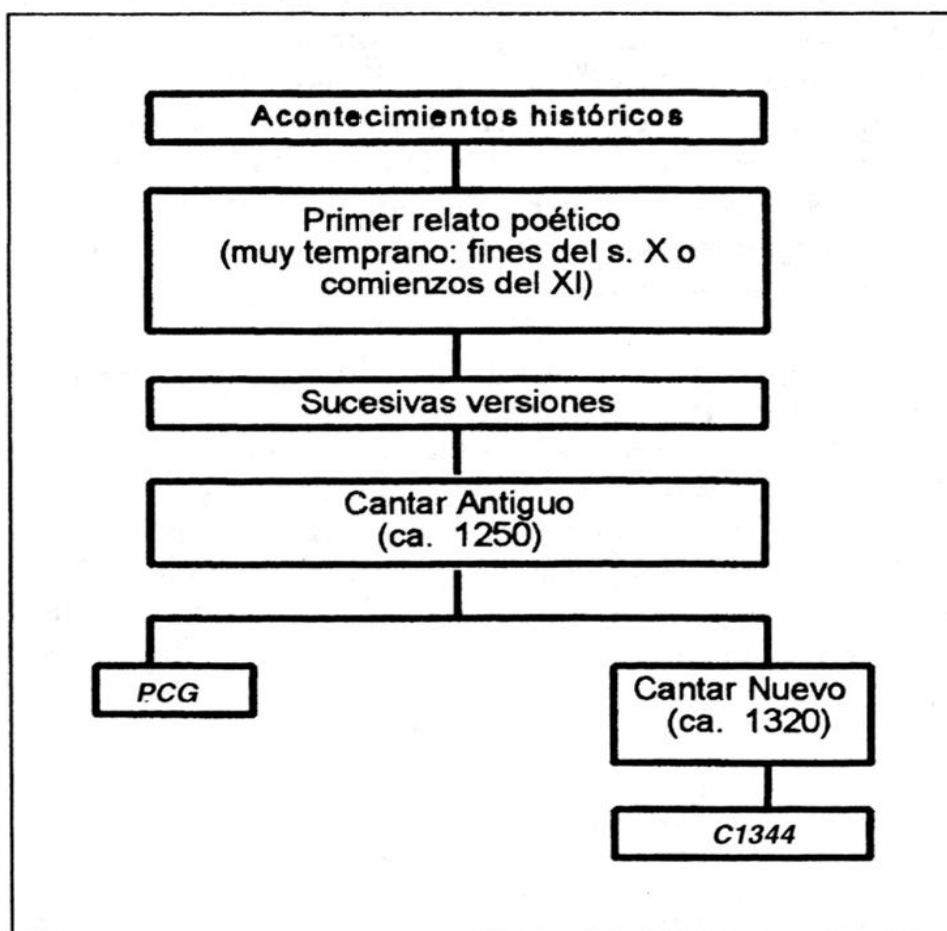 Acontecimientos históricos
Primer relato poético
(muy temprano: fines del s. X o
comienzos del XI)
Sucesivas versiones
Cantar Antiguo
(ca. 1250)
PCG
Cantar Nuevo
(ca. 1320)
C1344